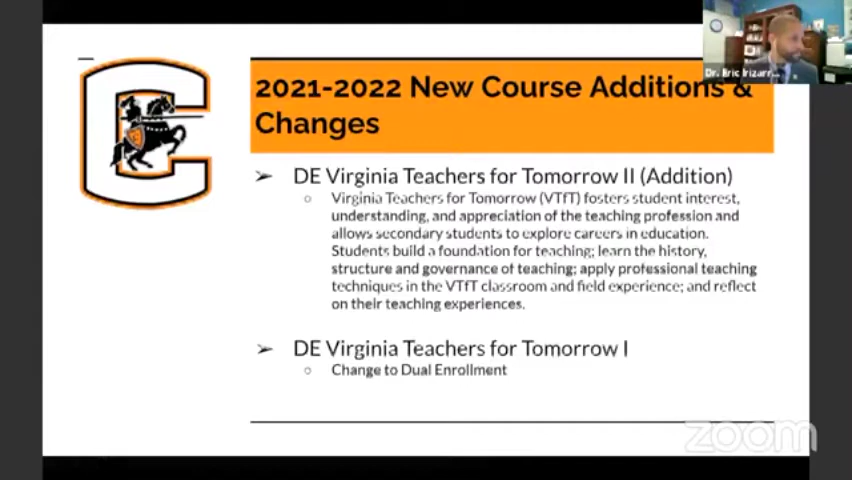 Dr. Eric Irizarr...
2021-2022 New Course Additions &
Changes
➢ DE Virginia Teachers for Tomorrow II (Addition)
○ Virginia Teachers for Tomorrow (VTfT) fosters student interest,
understanding, and appreciation of the teaching profession and
allows secondary students to explore careers in education.
Students build a foundation for teaching; learn the history,
structure and governance of teaching; apply professional teaching
techniques in the VTfT classroom and field experience; and reflect
on their teaching experiences.
➢ DE Virginia Teachers for Tomorrow I
○ Change to Dual Enrollment
zoom